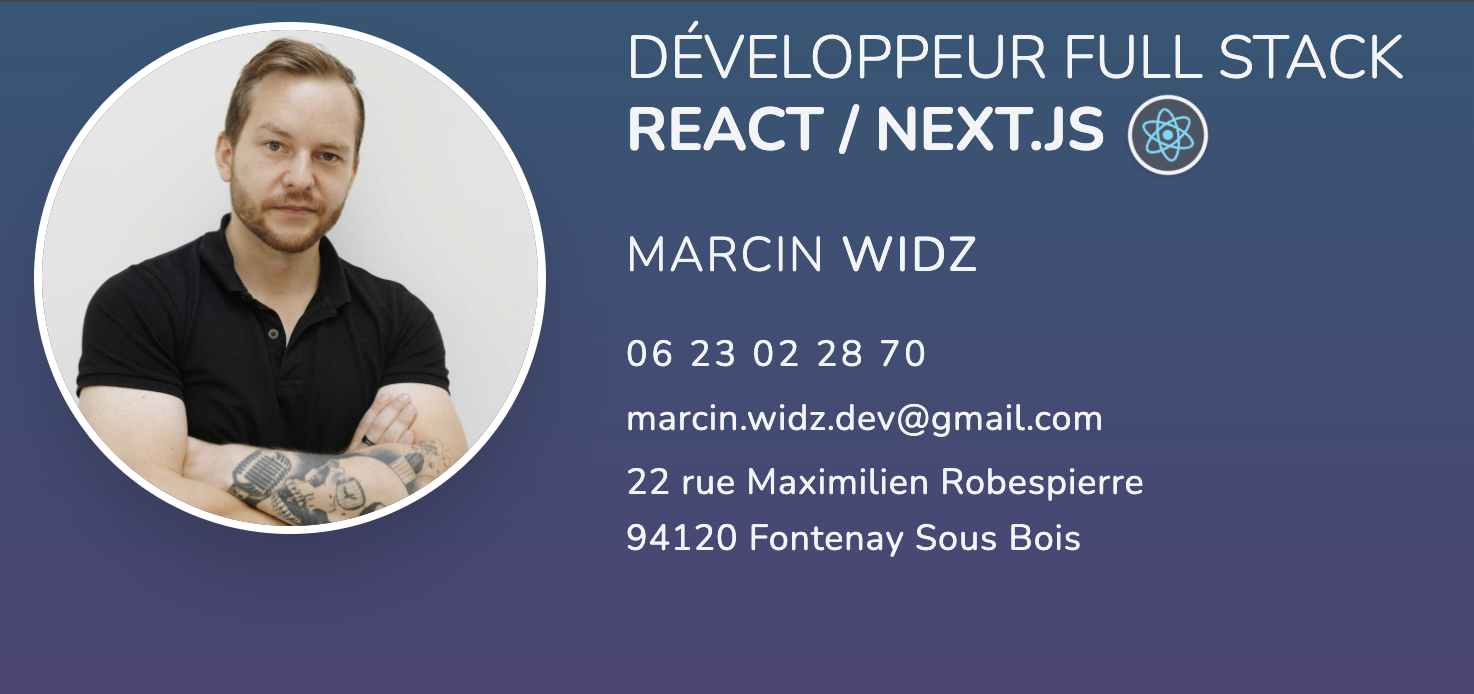 DÉVELOPPEUR FULL STACK
REACT / NEXT.JS
MARCIN WIDZ
06 23 02 28 70
marcin.widz.dev@gmail.com
22 rue Maximilien Robespierre
94120 Fontenay Sous Bois